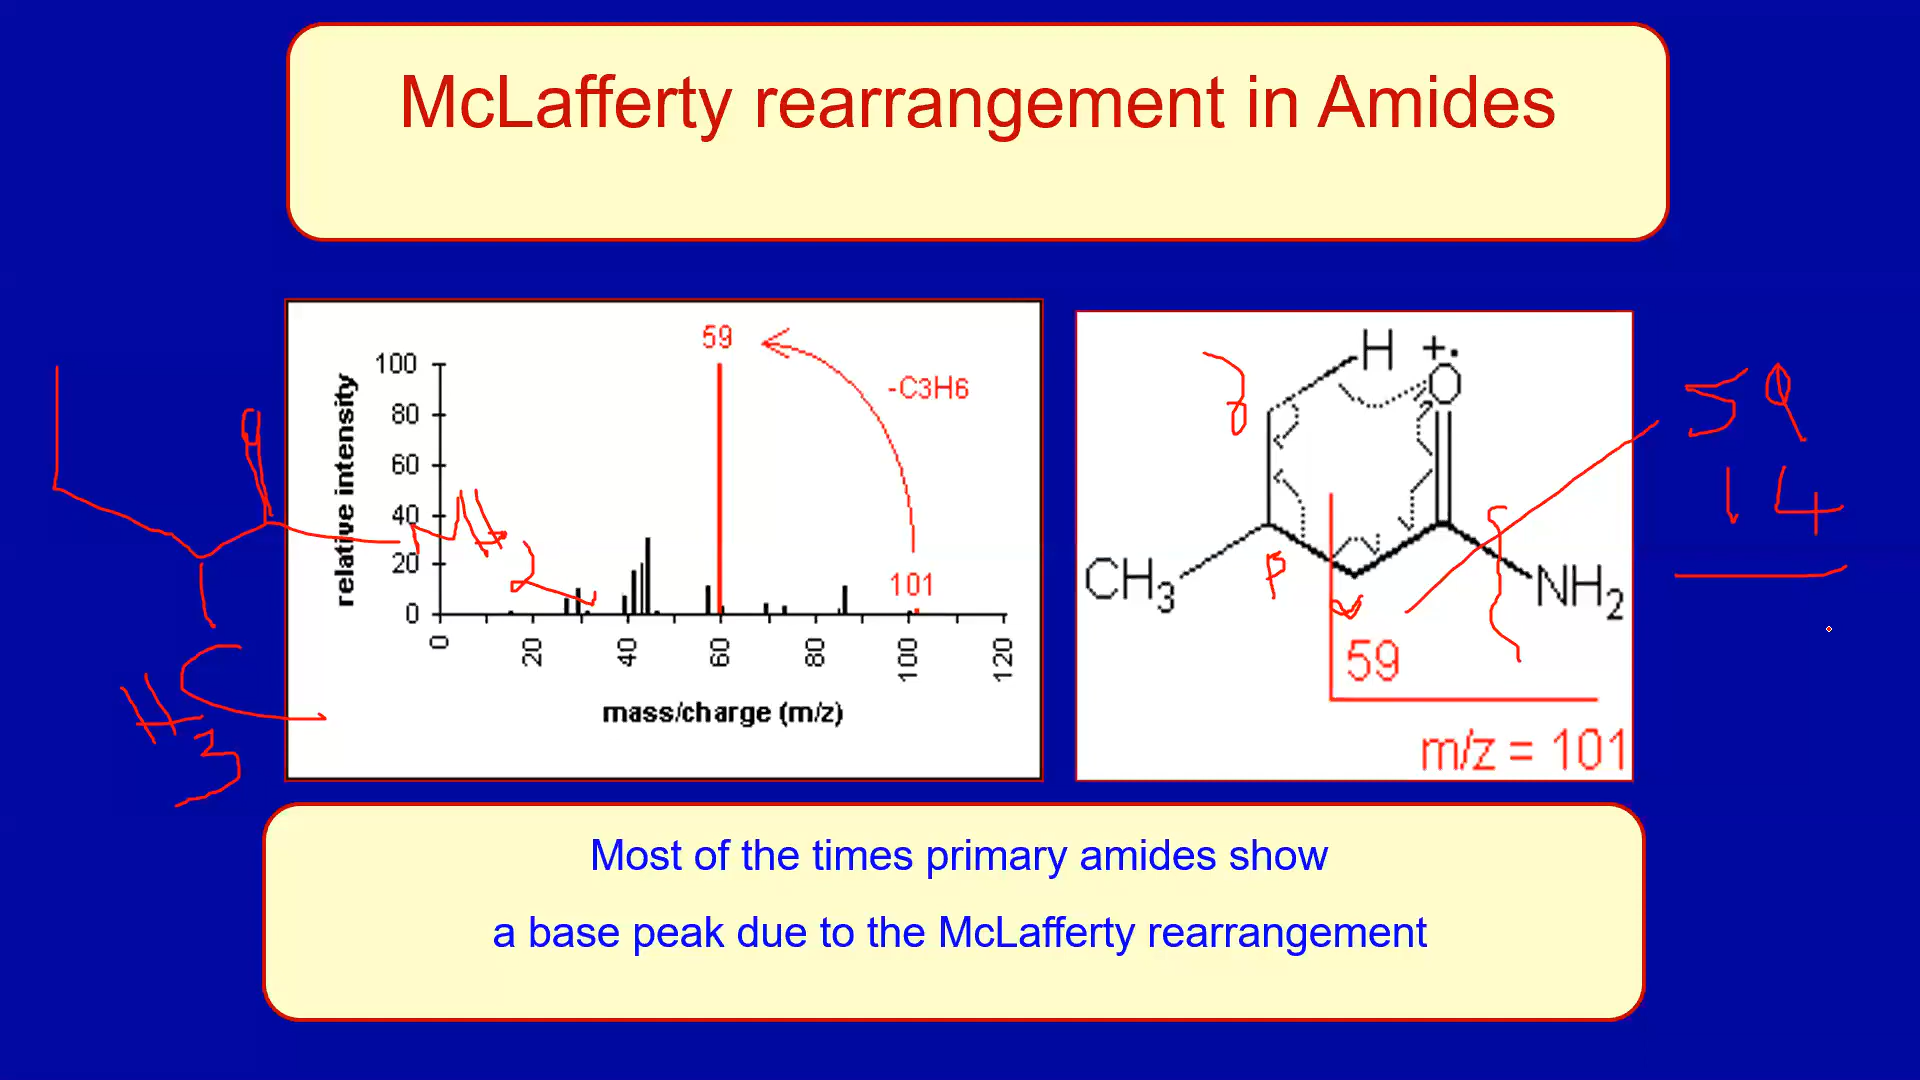 McLafferty rearrangement in Amides
59
-C3H6
101
relative intensity
100
80
60
40
20
0
0 20 40 60 80 100 120
mass/charge (m/z)
H +.
O
CH3
NH2
β
α
59
m/z = 101
59
14
NH2
CH3
Most of the times primary amides show
a base peak due to the McLafferty rearrangement